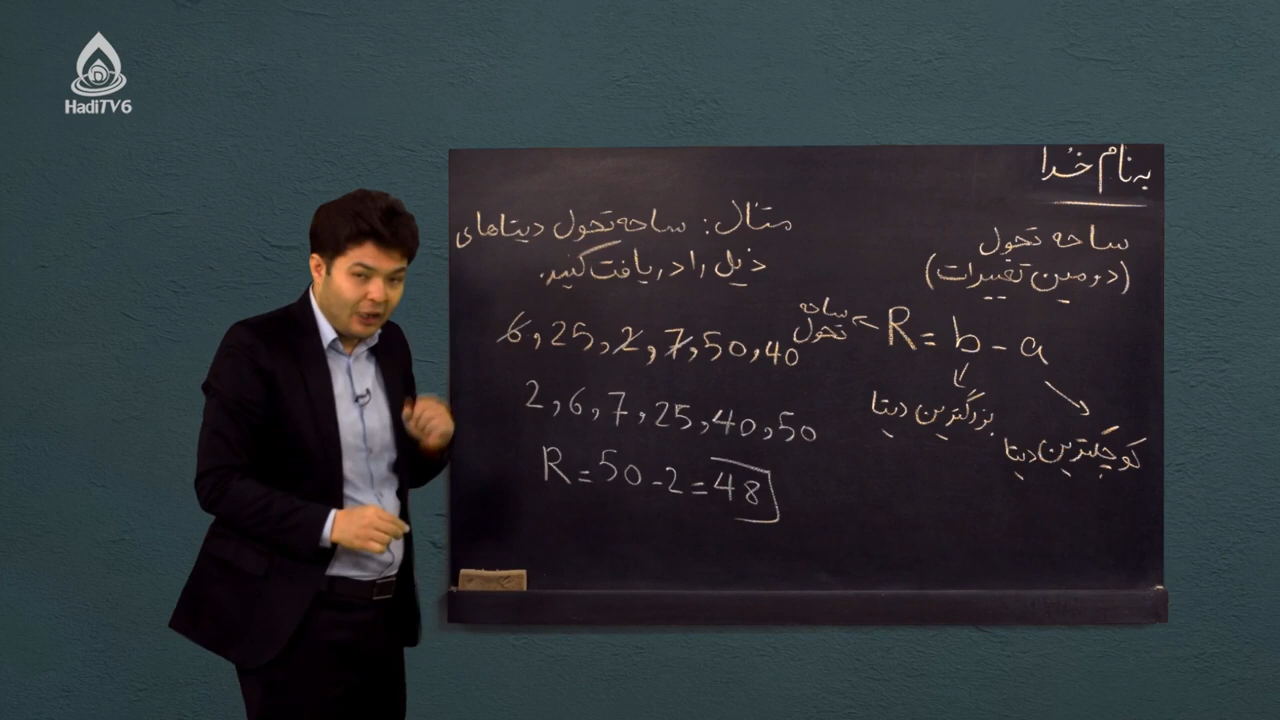 HadiTV6
به نام خُدا
ساحه تحول
(دومین تغییرات)
ساحه تحول ← R = b - a
بزرگترین دیتا
کوچکترین دیتا
مثال: ساحه تحول دیتاهای
ذیل را دریافت کنید.
6, 25, 2, 7, 50, 40
2, 6, 7, 25, 40, 50
R = 50 - 2 = 48